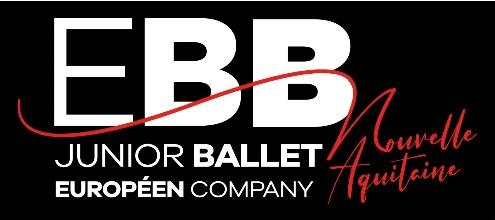 EBB
JUNIOR BALLET
EUROPÉEN COMPANY
Nouvelle
Aquitaine